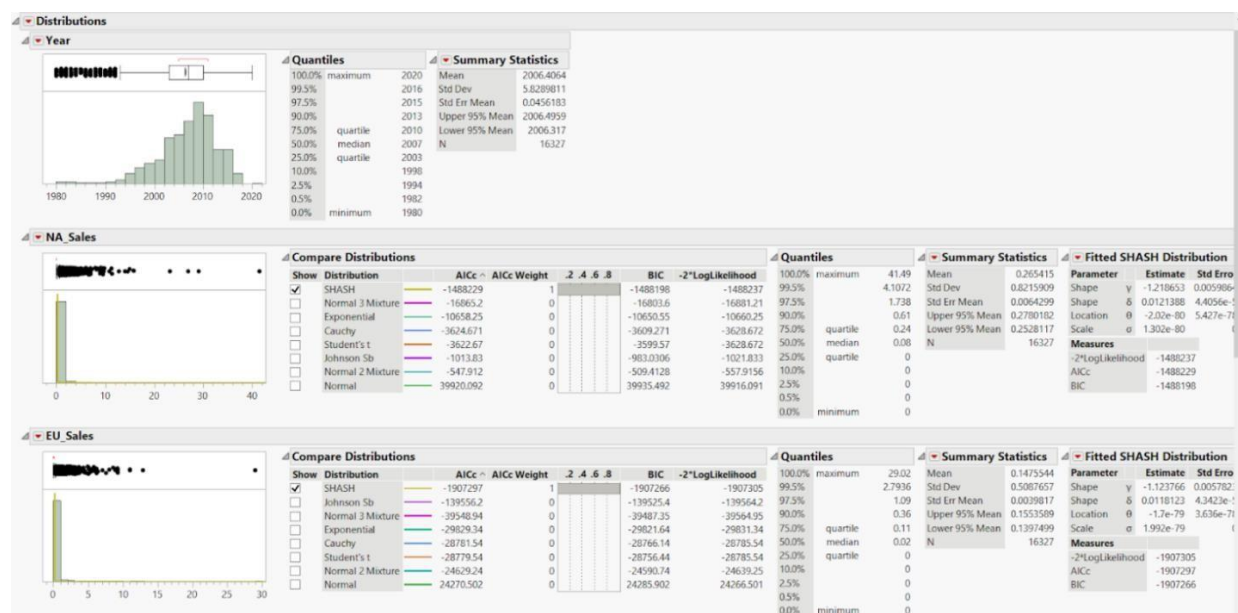 Distributions
Year
1980 1990 2000 2010 2020
Quantiles
100.0% maximum 2020
99.5% 2016
97.5% 2015
90.0% 2013
75.0% quartile 2010
50.0% median 2007
25.0% quartile 2003
10.0% 1998
2.5% 1994
0.5% 1982
0.0% minimum 1980
Summary Statistics
Mean 2006.4064
Std Dev 5.8289811
Std Err Mean 0.0456183
Upper 95% Mean 2006.4959
Lower 95% Mean 2006.317
N 16327
NA_Sales
0 10 20 30 40
Compare Distributions
Show Distribution AICc AICc Weight .2 .4 .6 .8 BIC -2*LogLikelihood
SHASH -1488229 1 -1488198 -1488237
Normal 3 Mixture -16865.2 0 -16803.6 -16881.21
Exponential -10658.25 0 -10650.55 -10660.25
Cauchy -3624.671 0 -3609.271 -3628.672
Student's t -3622.67 0 -3599.57 -3628.672
Johnson Sb -1013.83 0 -983.0306 -1021.833
Normal 2 Mixture -547.912 0 -509.4128 -557.9156
Normal 39920.092 0 39935.492 39916.091
Quantiles
100.0% maximum 41.49
99.5% 4.1072
97.5% 1.738
90.0% 0.61
75.0% quartile 0.24
50.0% median 0.08
25.0% quartile 0
10.0% 0
2.5% 0
0.5% 0
0.0% minimum 0
Summary Statistics
Mean 0.265415
Std Dev 0.8215909
Std Err Mean 0.0064299
Upper 95% Mean 0.2780182
Lower 95% Mean 0.2528117
N 16327
Fitted SHASH Distribution
Parameter Estimate Std Erro
Shape γ -1.218653 0.005986
Shape δ 0.0121388 4.4056e-
Location θ -2.02e-80 5.427e-7
Scale σ 1.302e-80
Measures
-2*LogLikelihood -1488237
AICc -1488229
BIC -1488198
EU_Sales
0 5 10 15 20 25 30
Compare Distributions
Show Distribution AICc AICc Weight .2 .4 .6 .8 BIC -2*LogLikelihood
SHASH -1907297 1 -1907266 -1907305
Johnson Sb -139556.2 0 -139525.4 -139564.2
Normal 3 Mixture -39548.94 0 -39487.35 -39564.95
Exponential -29829.34 0 -29821.64 -29831.34
Cauchy -28781.54 0 -28766.14 -28785.54
Student's t -28779.54 0 -28756.44 -28785.54
Normal 2 Mixture -24629.24 0 -24590.74 -24639.25
Normal 24270.502 0 24285.902 24266.501
Quantiles
100.0% maximum 29.02
99.5% 2.7936
97.5% 1.09
90.0% 0.36
75.0% quartile 0.11
50.0% median 0.02
25.0% quartile 0
10.0% 0
2.5% 0
0.5% 0
0.0% minimum 0
Summary Statistics
Mean 0.1475544
Std Dev 0.5087657
Std Err Mean 0.0039817
Upper 95% Mean 0.1553589
Lower 95% Mean 0.1397499
N 16327
Fitted SHASH Distribution
Parameter Estimate Std Erro
Shape γ -1.123766 0.005782
Shape δ 0.0118123 4.3423e-
Location θ -1.7e-79 3.636e-7
Scale σ 1.992e-79
Measures
-2*LogLikelihood -1907305
AICc -1907297
BIC -1907266